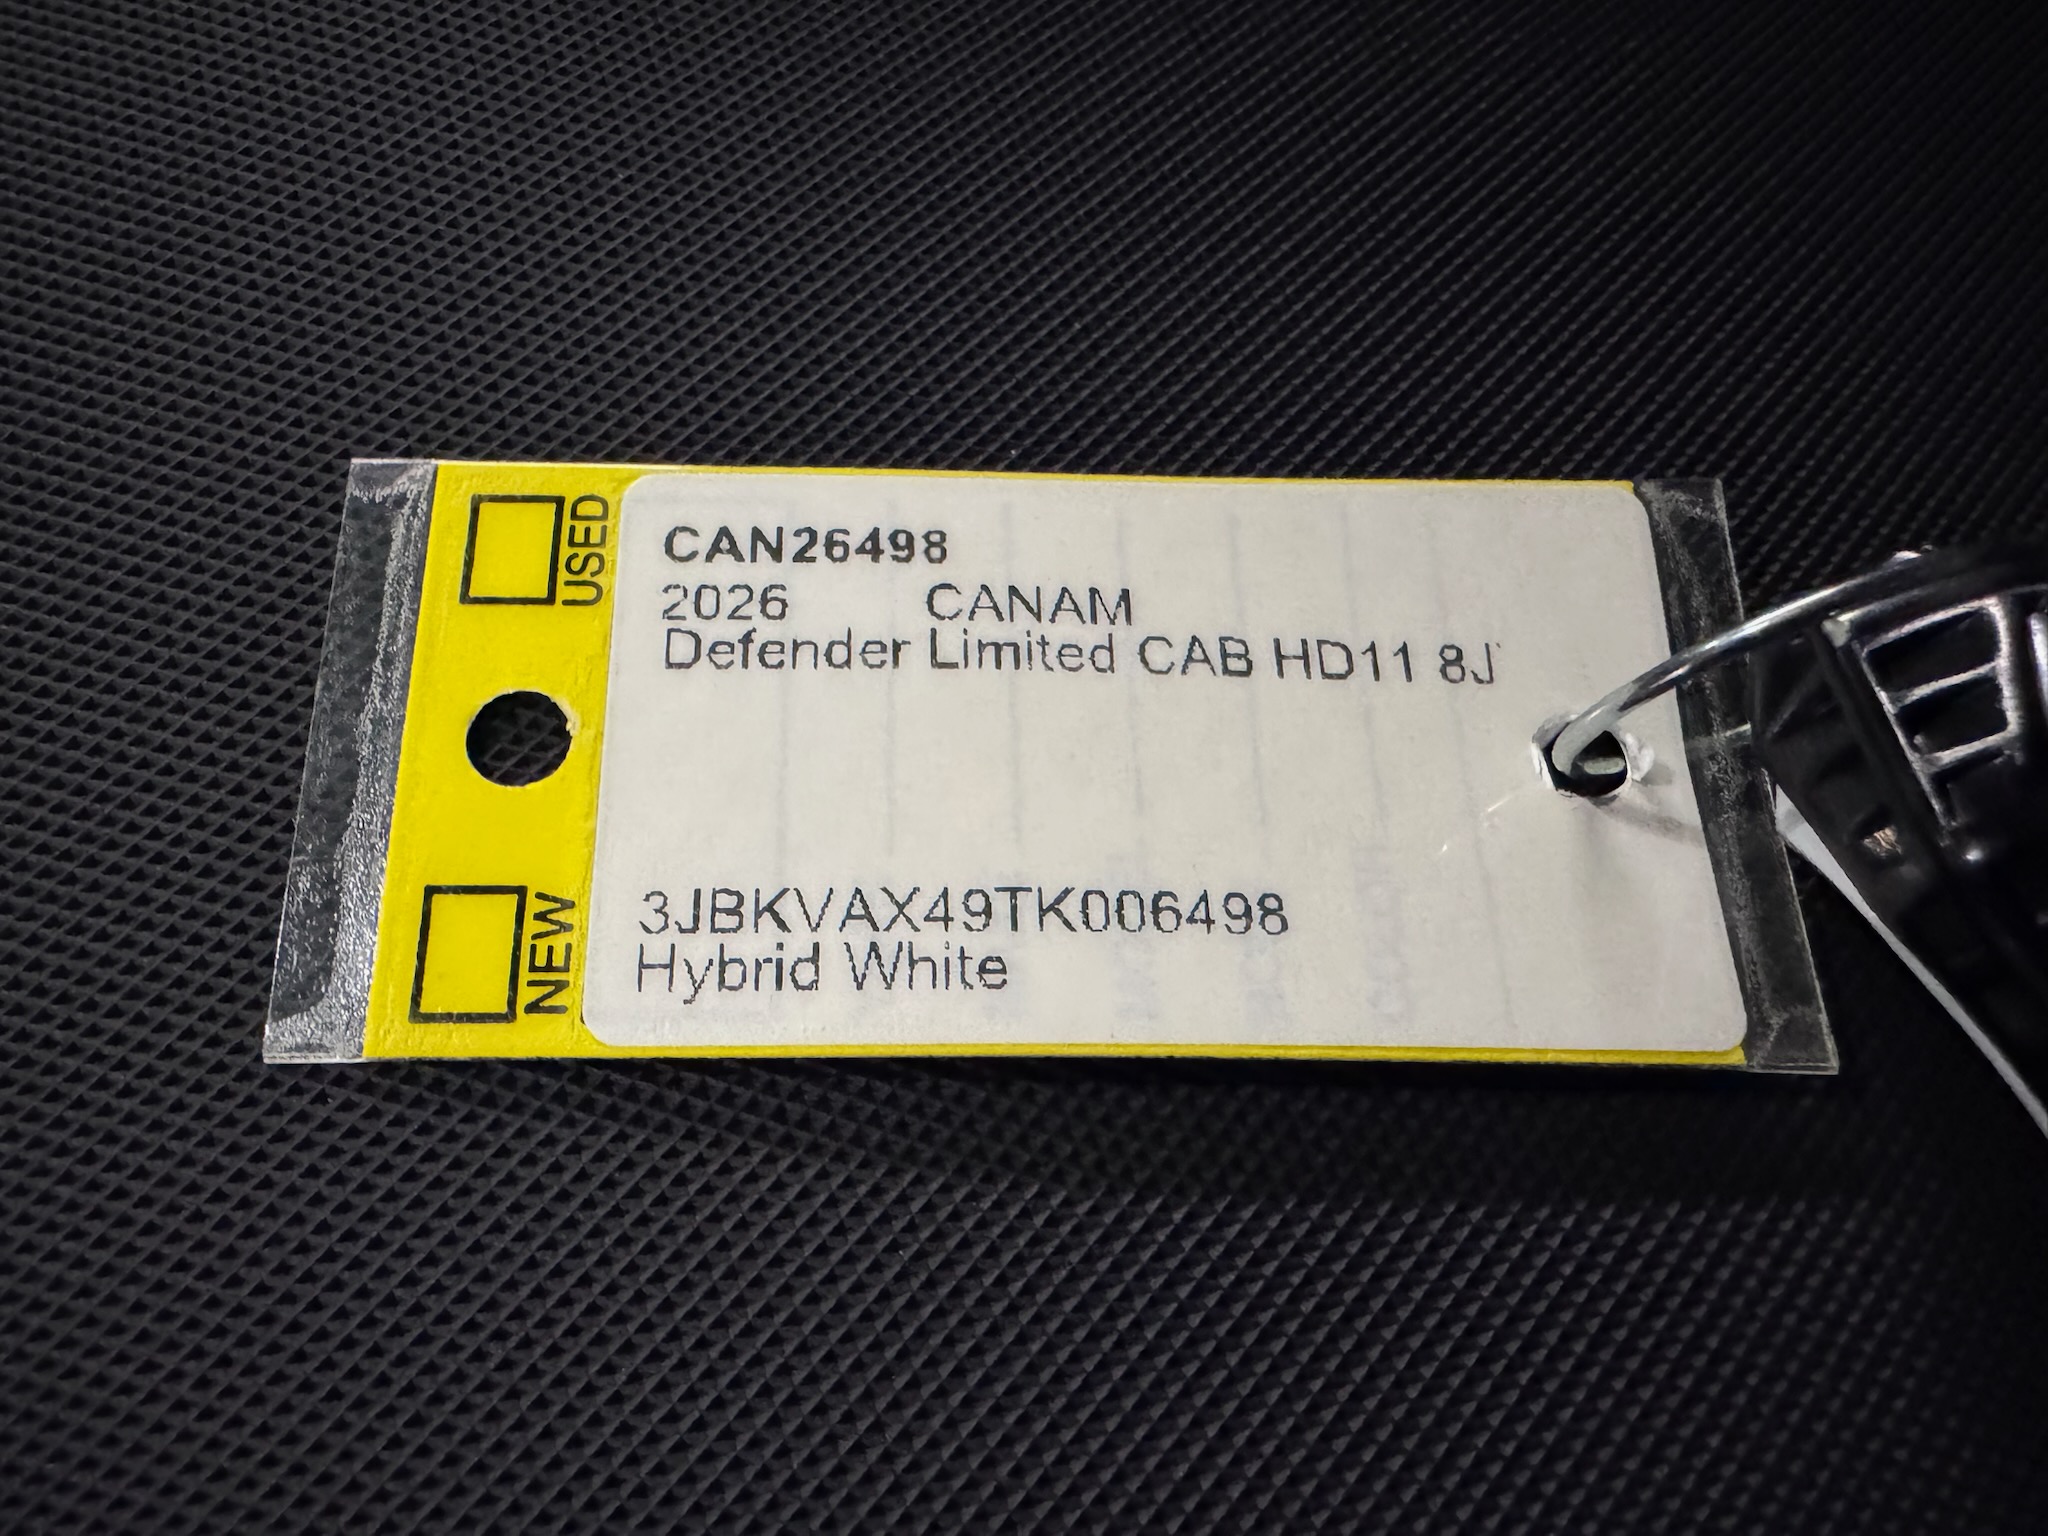 USED
NEW
CAN26498
2026 CANAM
Defender Limited CAB HD11 8J
3JBKVAX49TK006498
Hybrid White